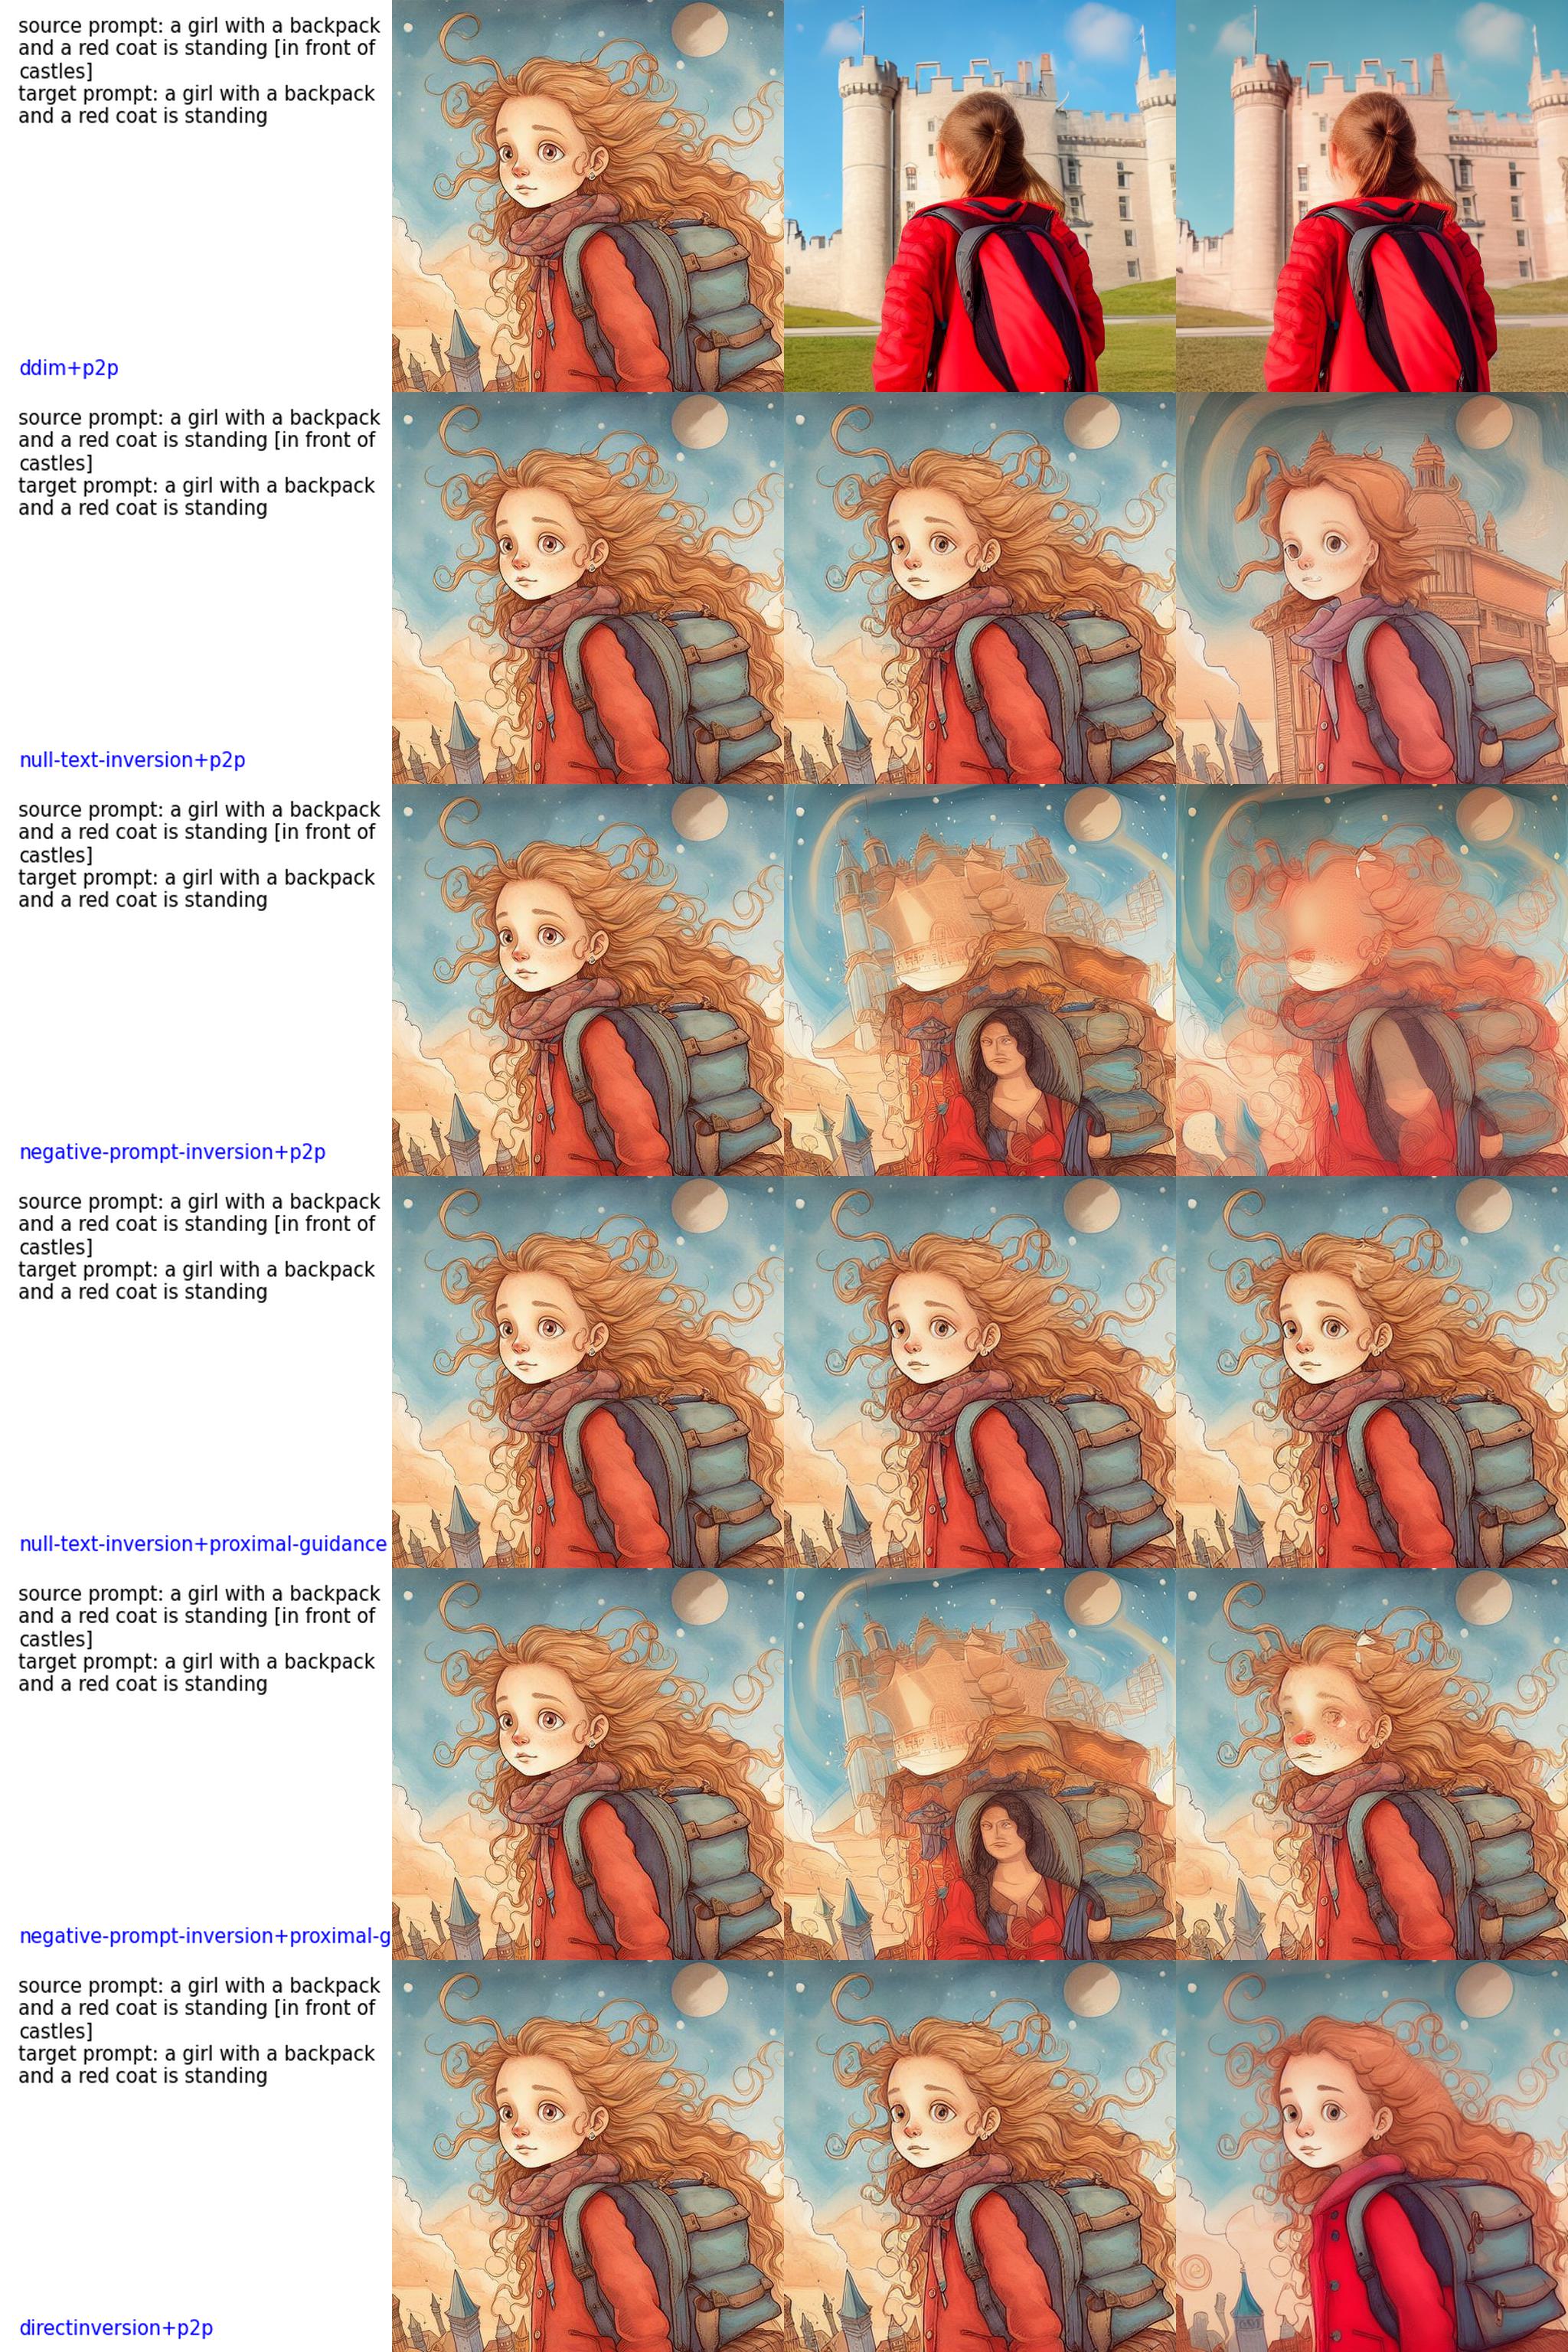 source prompt: a girl with a backpack
and a red coat is standing [in front of
castles]
target prompt: a girl with a backpack
and a red coat is standing
ddim+p2p
source prompt: a girl with a backpack
and a red coat is standing [in front of
castles]
target prompt: a girl with a backpack
and a red coat is standing
null-text-inversion+p2p
source prompt: a girl with a backpack
and a red coat is standing [in front of
castles]
target prompt: a girl with a backpack
and a red coat is standing
negative-prompt-inversion+p2p
source prompt: a girl with a backpack
and a red coat is standing [in front of
castles]
target prompt: a girl with a backpack
and a red coat is standing
null-text-inversion+proximal-guidance
source prompt: a girl with a backpack
and a red coat is standing [in front of
castles]
target prompt: a girl with a backpack
and a red coat is standing
negative-prompt-inversion+proximal-g
source prompt: a girl with a backpack
and a red coat is standing [in front of
castles]
target prompt: a girl with a backpack
and a red coat is standing
directinversion+p2p